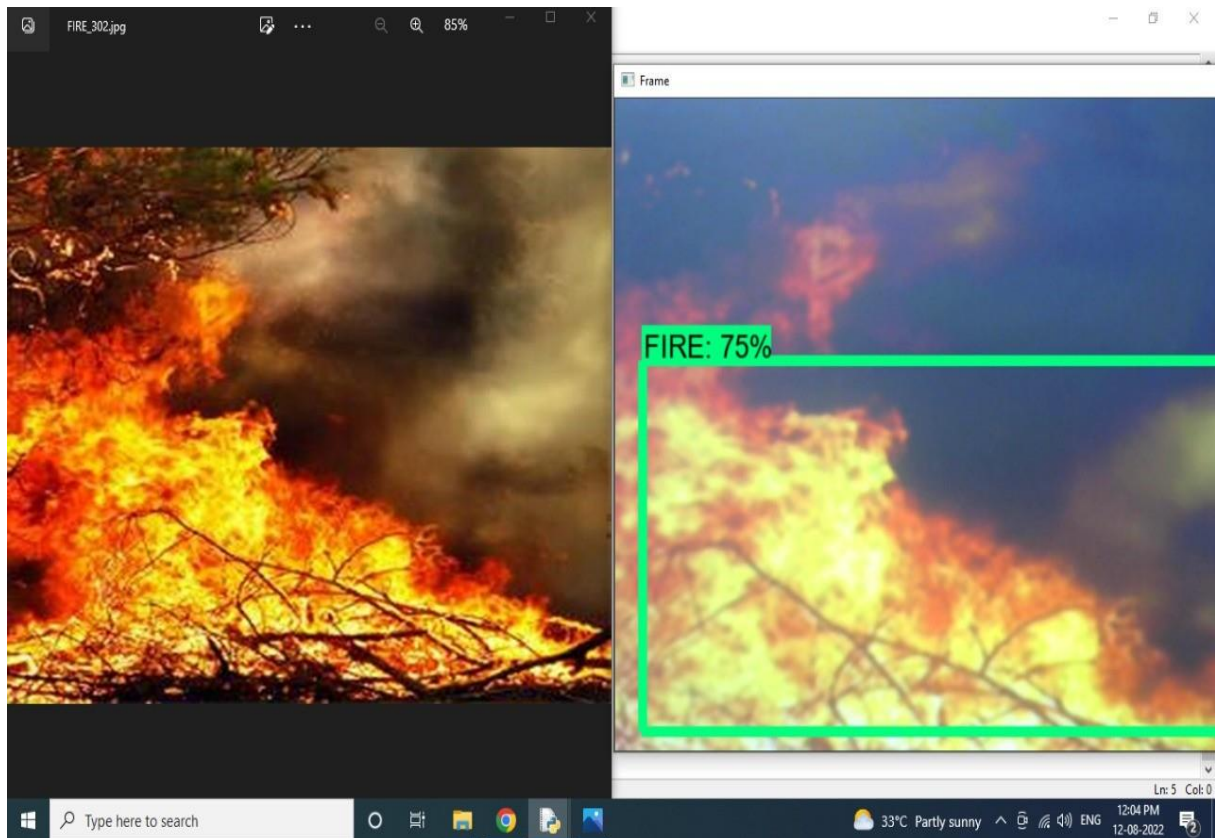 FIRE_302.jpg
85%
Frame
FIRE: 75%
Ln: 5 Col: 0
Type here to search
33°C Partly sunny
ENG
12:04 PM
12-08-2022
2